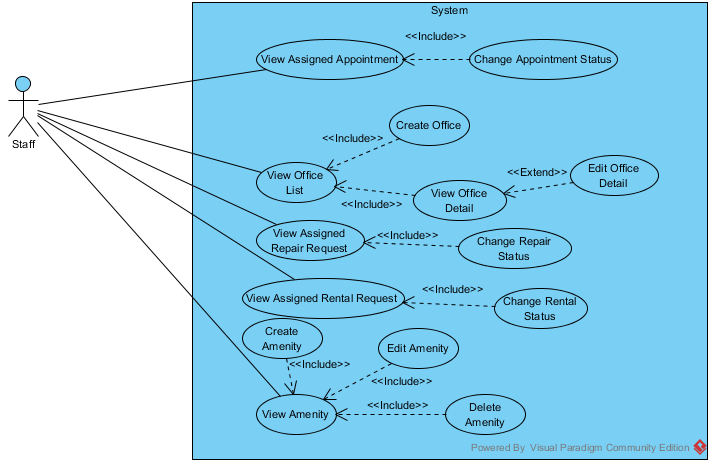 System
<<Include>>
View Assigned Appointment
Change Appointment Status
Staff
Create Office
<<Include>>
View Office
List
<<Include>>
View Office
Detail
<<Extend>>
Edit Office
Detail
View Assigned
Repair Request
<<Include>>
Change Repair
Status
View Assigned Rental Request
<<Include>>
Change Rental
Status
Create
Amenity
<<Include>>
Edit Amenity
<<Include>>
View Amenity
<<Include>>
Delete
Amenity
Powered By Visual Paradigm Community Edition